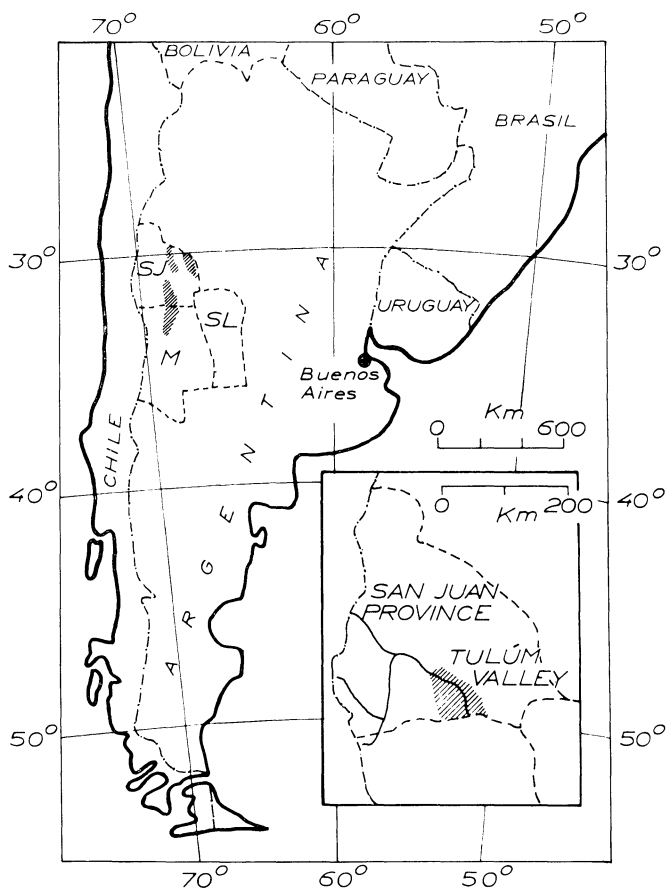 70° 60° 50°
BOLIVIA
PARAGUAY
BRASIL
30° 30°
SJ
URUGUAY
SL
M
Buenos
Aires
Km
0 600
CHILE
ARGENTINA
40° 40°
0 200
Km
SAN JUAN
PROVINCE
TULÚM
VALLEY
50° 50°
70° 60° 50°